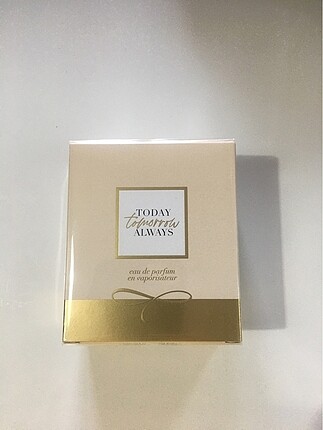 TODAY
tomorrow
ALWAYS
eau de parfum
en vaporisateur